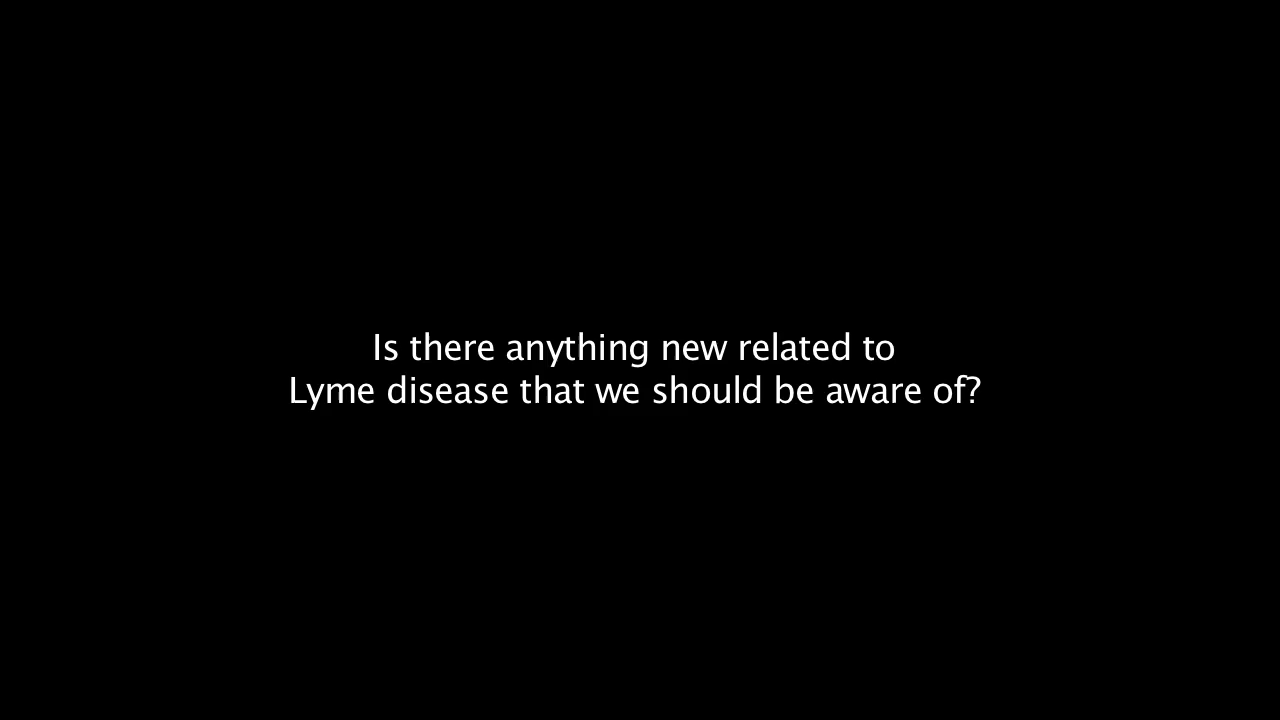 Is there anything new related to
Lyme disease that we should be aware of?